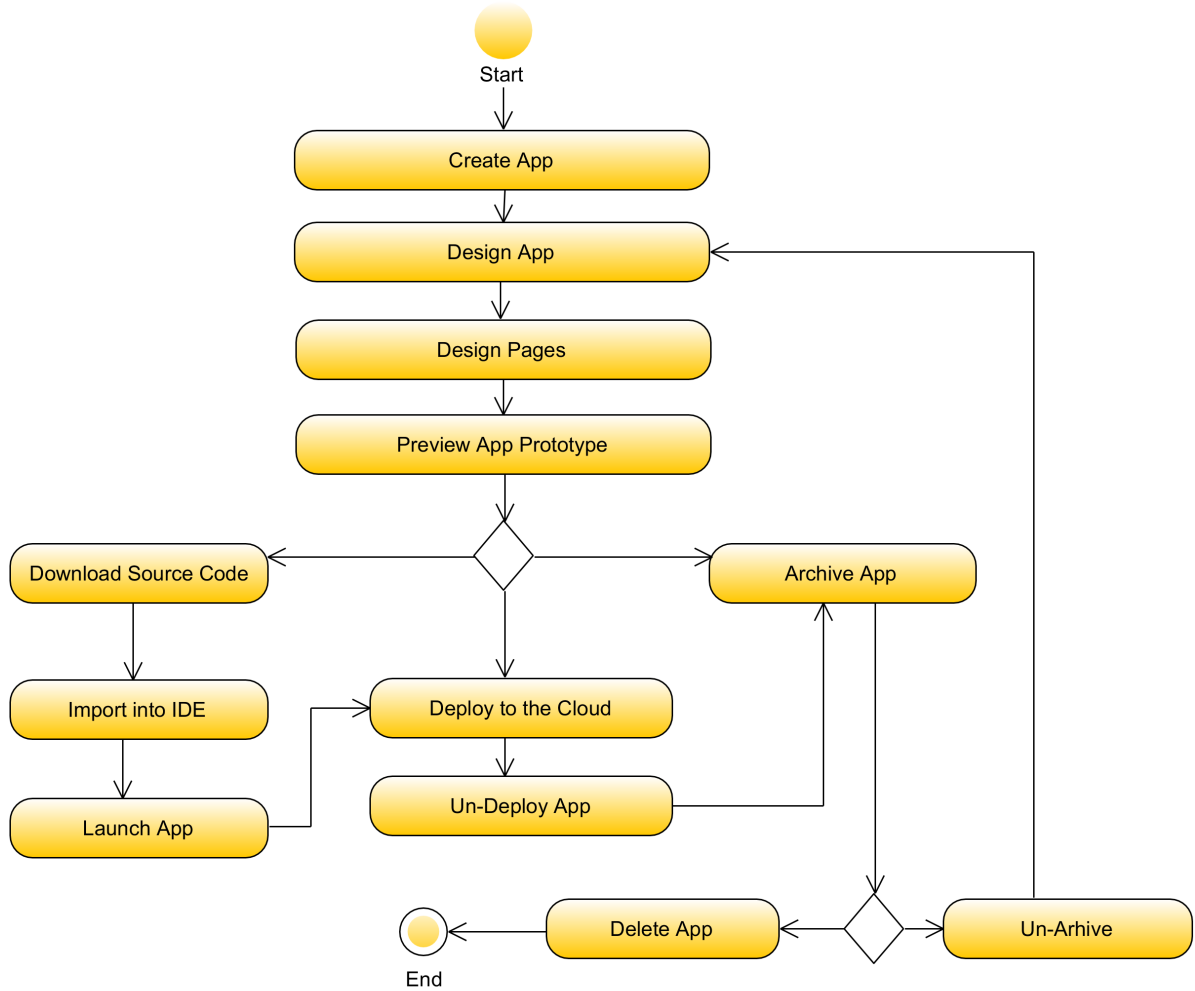 Start
Create App
Design App
Design Pages
Preview App Prototype
Download Source Code
Archive App
Import into IDE
Deploy to the Cloud
Un-Deploy App
Launch App
Delete App
Un-Arhive
End